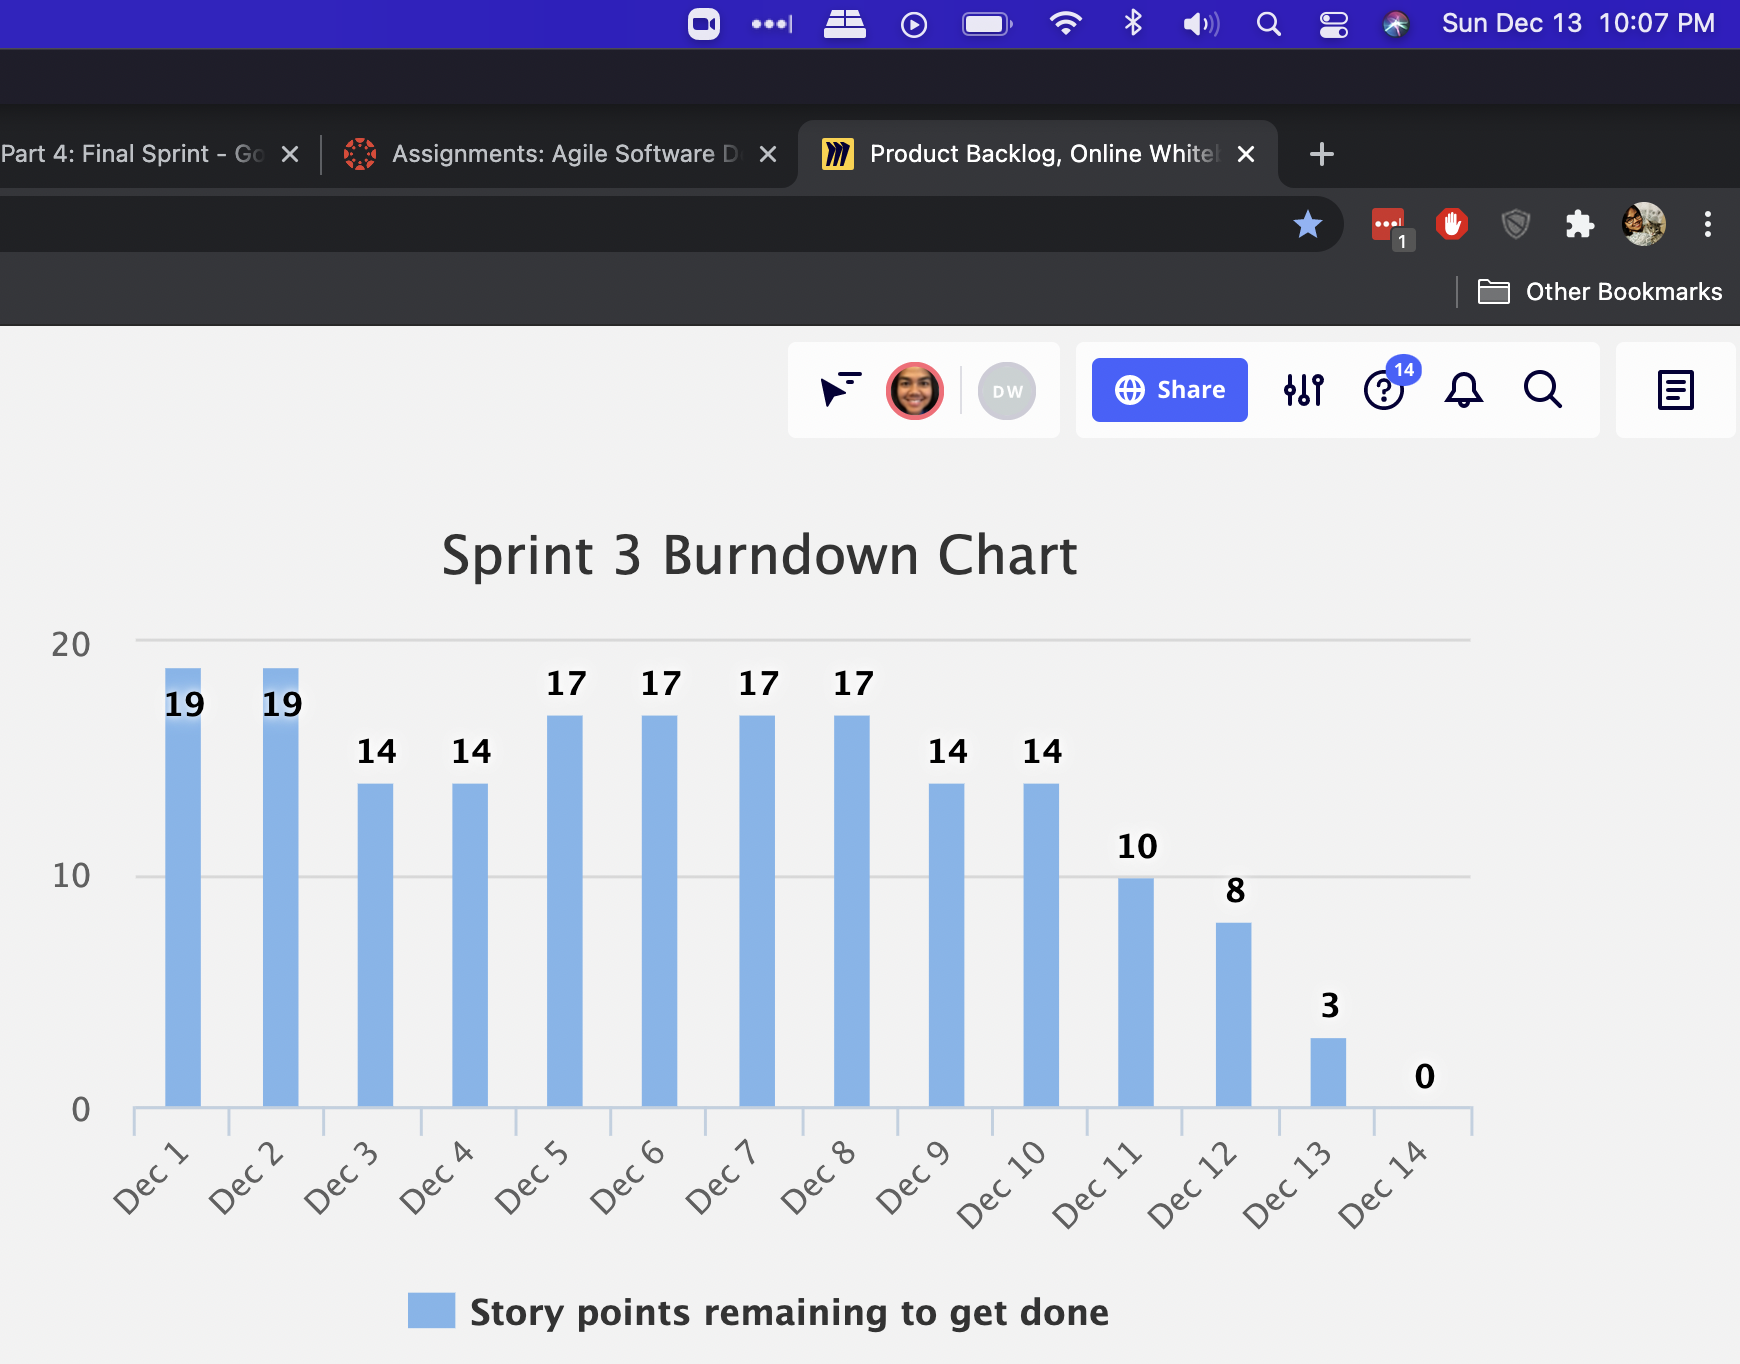 Sun Dec 13 10:07 PM
Part 4: Final Sprint - Go
Assignments: Agile Software D
Product Backlog, Online White
1
Other Bookmarks
DW
Share
14
Sprint 3 Burndown Chart
20
10
0
19
19
14
14
17
17
17
17
14
14
10
8
3
0
Dec 1
Dec 2
Dec 3
Dec 4
Dec 5
Dec 6
Dec 7
Dec 8
Dec 9
Dec 10
Dec 11
Dec 12
Dec 13
Dec 14
Story points remaining to get done